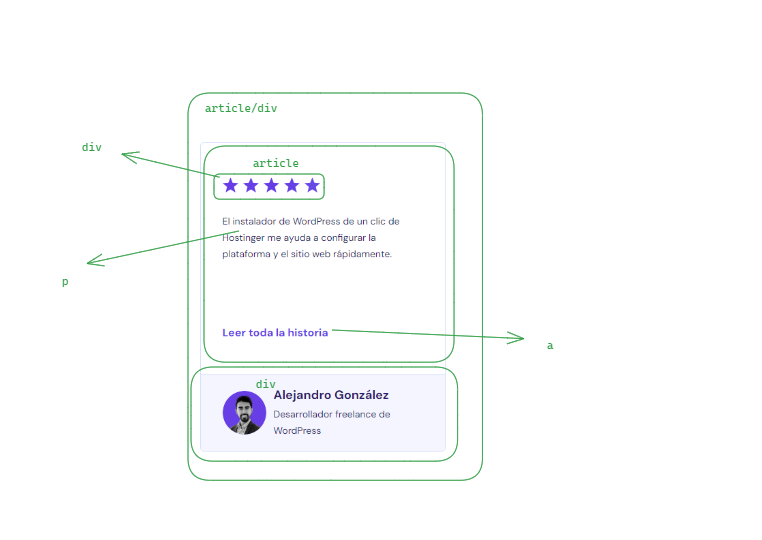 article/div
div
article
El instalador de WordPress de un clic de
Hostinger me ayuda a configurar la
plataforma y el sitio web rápidamente.
p
Leer toda la historia
a
div
Alejandro González
Desarrollador freelance de
WordPress